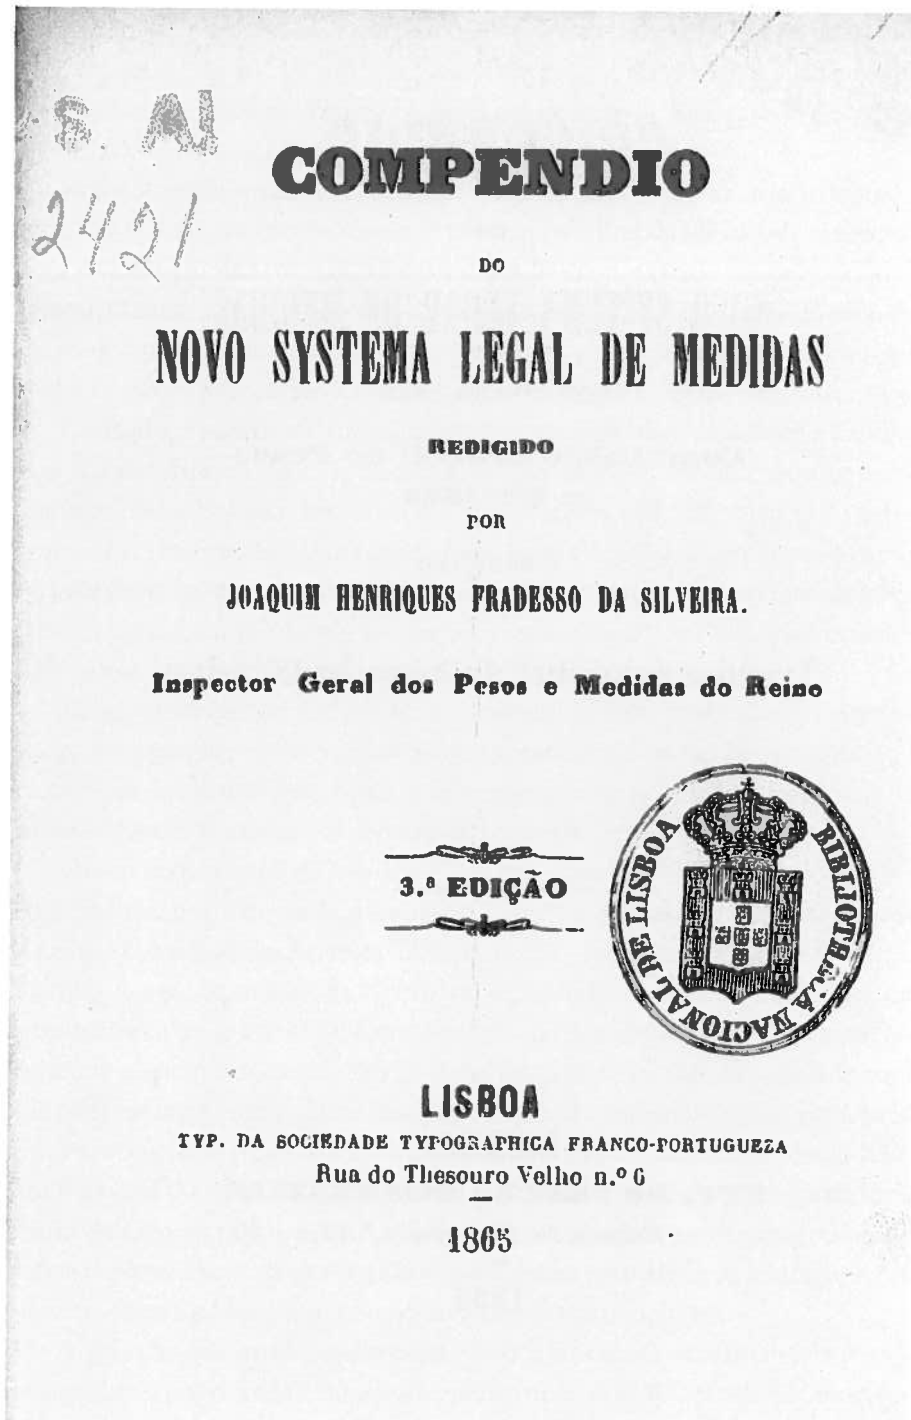 S. A.
2421
COMPENDIO
DO
NOVO SYSTEMA LEGAL DE MEDIDAS
REDIGIDO
POR
JOAQUIM HENRIQUES FRADESSO DA SILVEIRA.
Inspector Geral dos Pesos e Medidas do Reino
3.ª EDIÇÃO
BIBLIOTHECA NACIONAL DE LISBOA
LISBOA
TYP. DA SOCIEDADE TYPOGRAPHICA FRANCO-PORTUGUEZA
Rua do Thesouro Velho n.º 6
1865